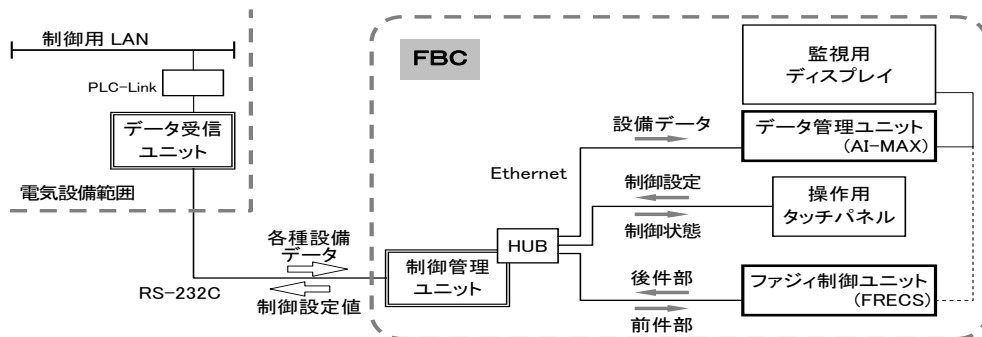 制御用 LAN
PLC-Link
データ受信
ユニット
電気設備範囲
RS-232C
各種設備
データ
制御設定値
FBC
監視用
ディスプレイ
設備データ
データ管理ユニット
(AI-MAX)
Ethernet
制御設定
制御状態
操作用
タッチパネル
HUB
制御管理
ユニット
後件部
前件部
ファジィ制御ユニット
(FRECS)